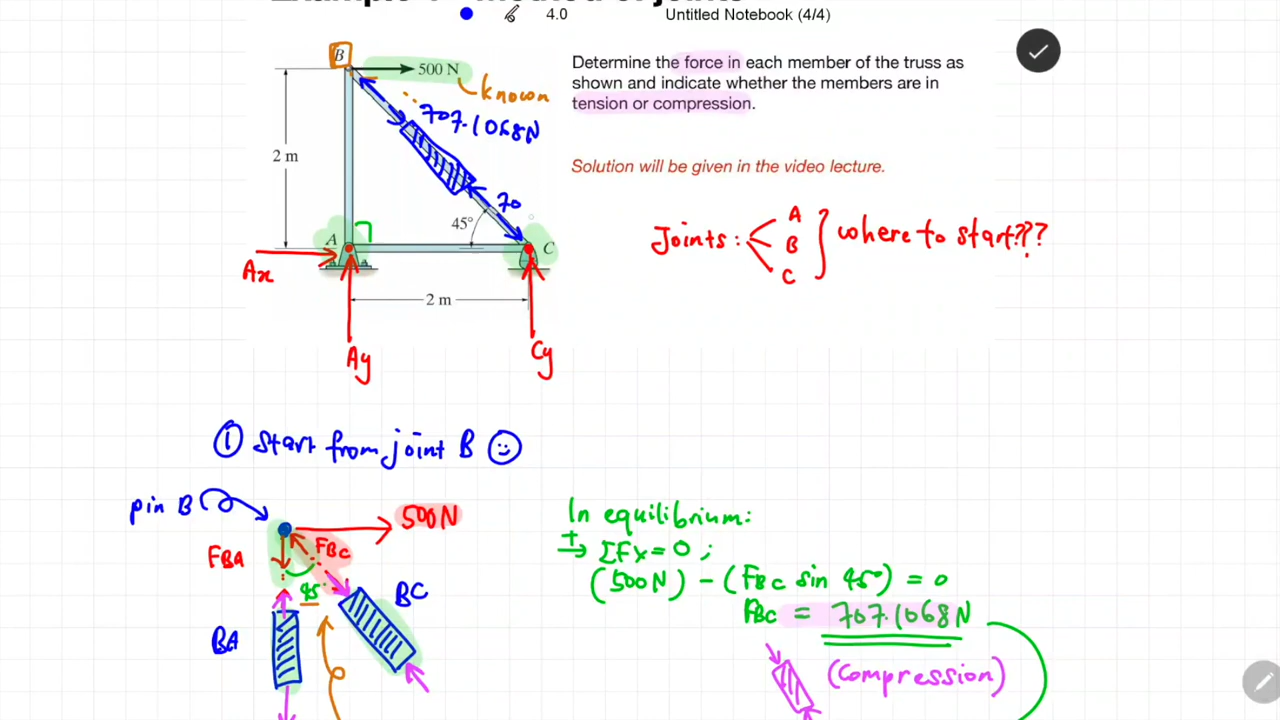 4.0 Untitled Notebook (4/4)
B
500 N
known
707.1068N
2 m
70
45°
A
C
Ax
2 m
Ay
Cy
Determine the force in each member of the truss as
shown and indicate whether the members are in
tension or compression.
Solution will be given in the video lecture.
Joints: A
B
C
where to start???
① Start from joint B
pin B
500N
FBA
FBC
45°
BC
BA
In equilibrium:
+→ ΣFx = 0 ;
(500N) - (FBC sin 45°) = 0
FBC = 707.1068N
(Compression)